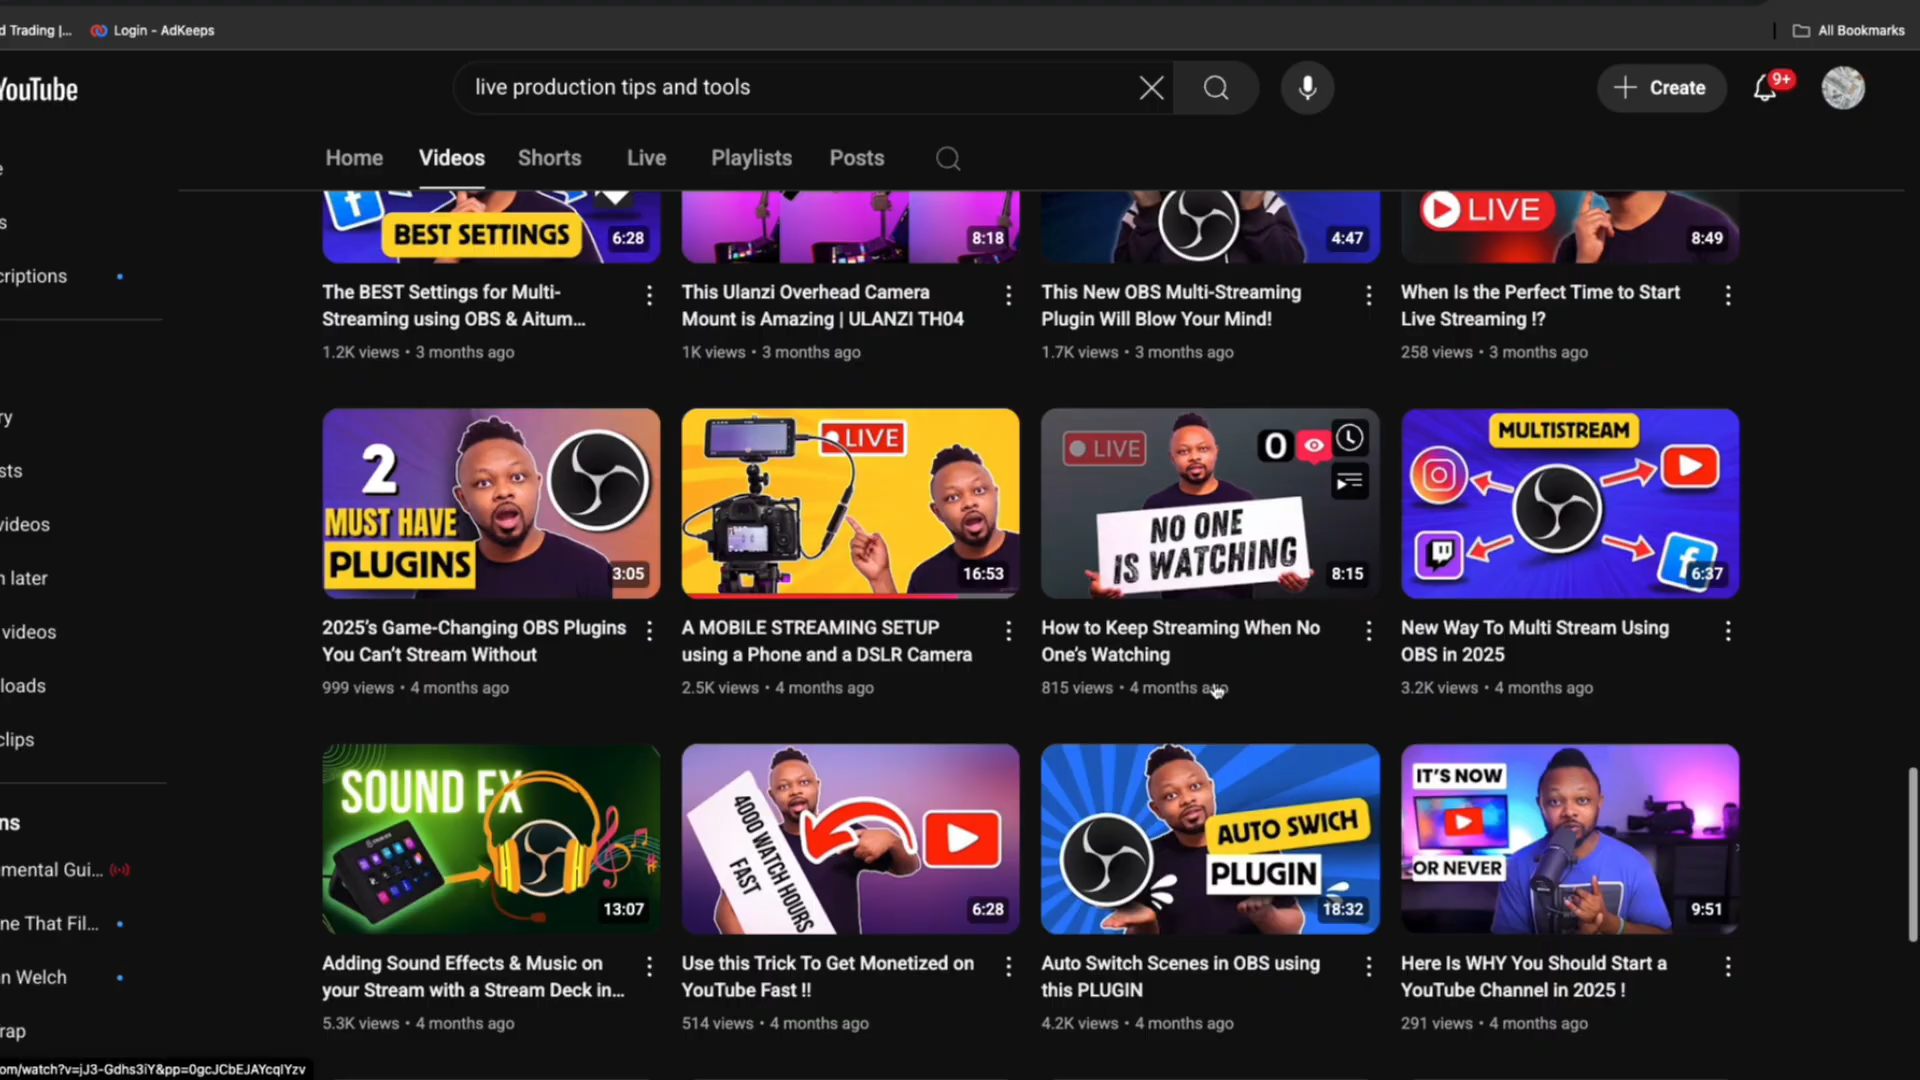 d Trading |...
Login - AdKeeps
All Bookmarks
YouTube
live production tips and tools
Create
9+
Home
Videos
Shorts
Live
Playlists
Posts
e
s
criptions
ry
sts
videos
n later
videos
loads
clips
ns
mental Gui...
ne That Fil...
n Welch
rap
BEST SETTINGS
6:28
The BEST Settings for Multi-
Streaming using OBS & Aitum...
1.2K views • 3 months ago
8:18
This Ulanzi Overhead Camera
Mount is Amazing | ULANZI TH04
1K views • 3 months ago
4:47
This New OBS Multi-Streaming
Plugin Will Blow Your Mind!
1.7K views • 3 months ago
LIVE
8:49
When Is the Perfect Time to Start
Live Streaming !?
258 views • 3 months ago
2
MUST HAVE
PLUGINS
3:05
2025’s Game-Changing OBS Plugins
You Can’t Stream Without
999 views • 4 months ago
LIVE
16:53
A MOBILE STREAMING SETUP
using a Phone and a DSLR Camera
2.5K views • 4 months ago
LIVE
0
NO ONE
IS WATCHING
8:15
How to Keep Streaming When No
One’s Watching
815 views • 4 months ago
MULTISTREAM
6:37
New Way To Multi Stream Using
OBS in 2025
3.2K views • 4 months ago
SOUND FX
13:07
Adding Sound Effects & Music on
your Stream with a Stream Deck in...
5.3K views • 4 months ago
4000 WATCH HOURS
FAST
6:28
Use this Trick To Get Monetized on
YouTube Fast !!
514 views • 4 months ago
AUTO SWICH
PLUGIN
18:32
Auto Switch Scenes in OBS using
this PLUGIN
4.2K views • 4 months ago
IT'S NOW
OR NEVER
9:51
Here Is WHY You Should Start a
YouTube Channel in 2025 !
291 views • 4 months ago
om/watch?v=jJ3-Gdhs3iY&pp=0gcJCbEJAYcqIYzv